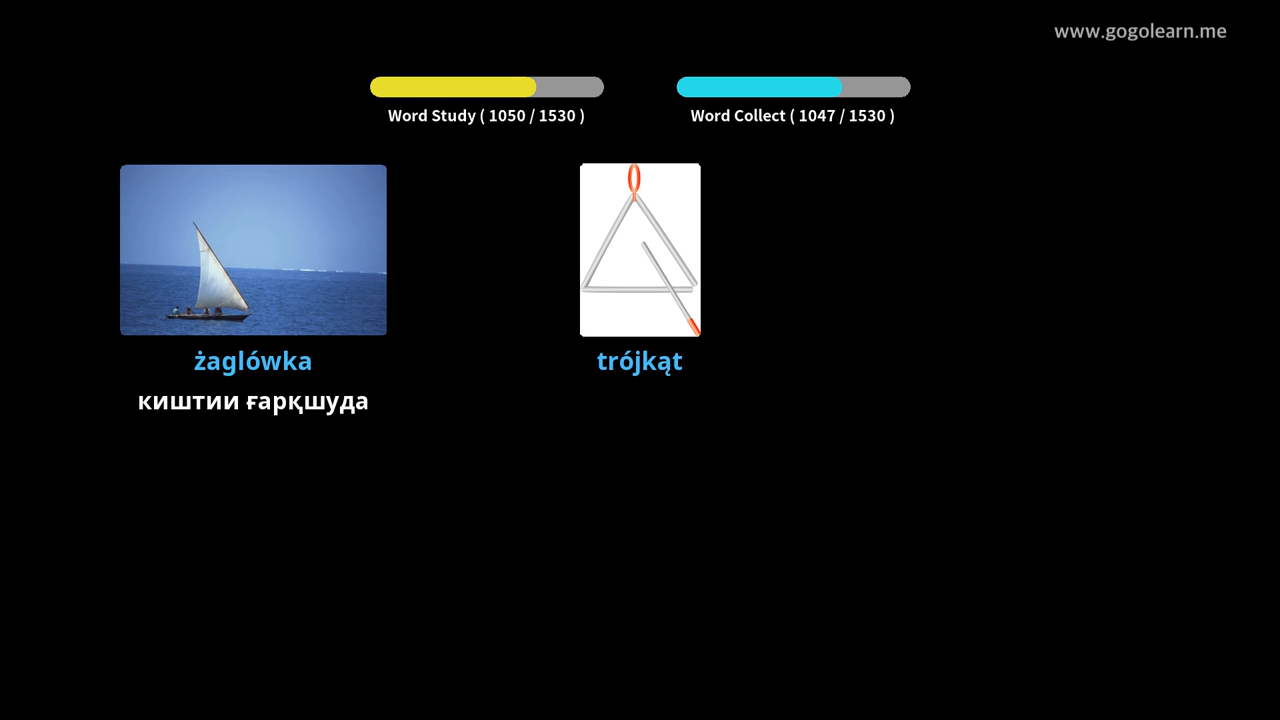 www.gogolearn.me
Word Study ( 1050 / 1530 )
Word Collect ( 1047 / 1530 )
żaglówka
trójkąt
киштии ғарқшуда